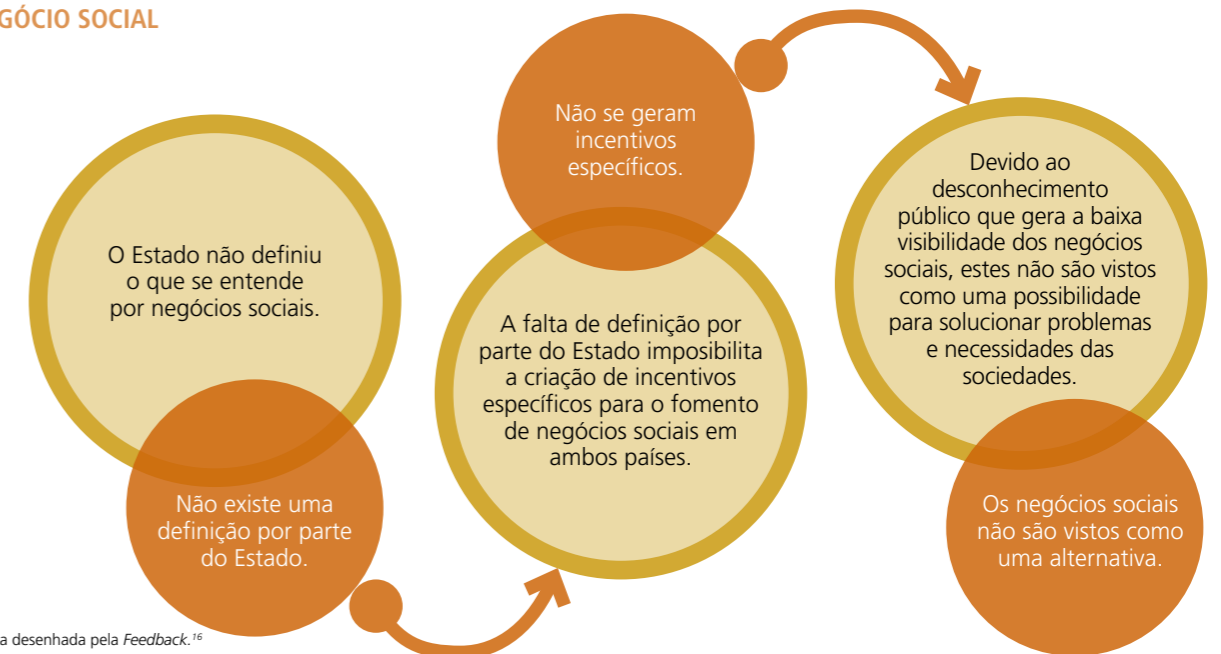 GÓCIO SOCIAL
O Estado não definiu
o que se entende
por negócios sociais.
Não existe uma
definição por parte
do Estado.
Não se geram
incentivos
específicos.
A falta de definição por
parte do Estado imposibilita
a criação de incentivos
específicos para o fomento
de negócios sociais em
ambos países.
Devido ao
desconhecimento
público que gera a baixa
visibilidade dos negócios
sociais, estes não são vistos
como uma possibilidade
para solucionar problemas
e necessidades das
sociedades.
Os negócios sociais
não são vistos como
uma alternativa.
a desenhada pela Feedback.16